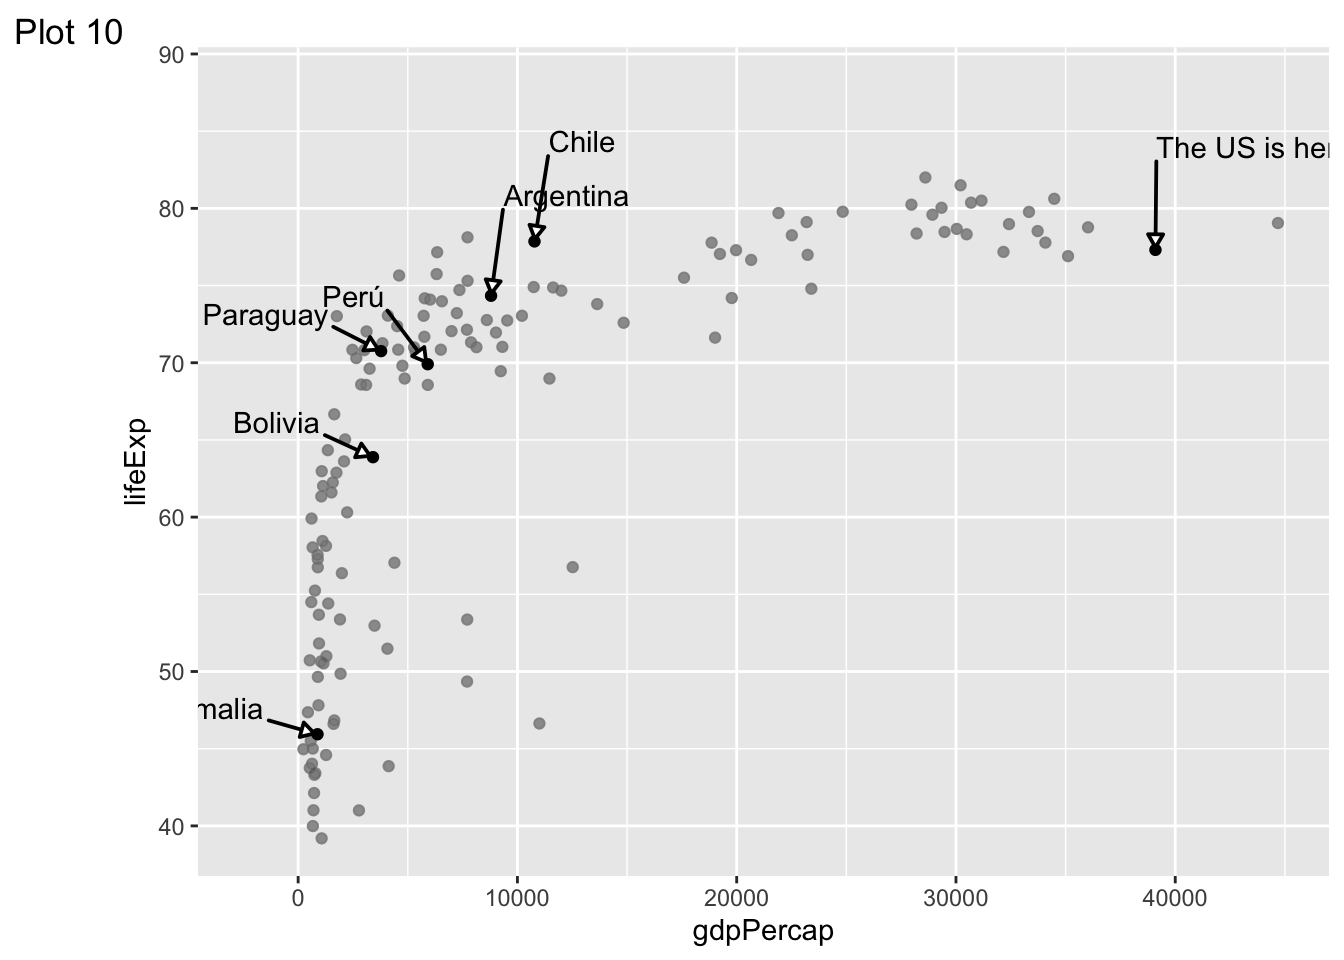 Plot 10
90
80
70
60
50
40
lifeExp
Chile
The US is her
Argentina
Perú
Paraguay
Bolivia
malia
0
10000
20000
30000
40000
gdpPercap